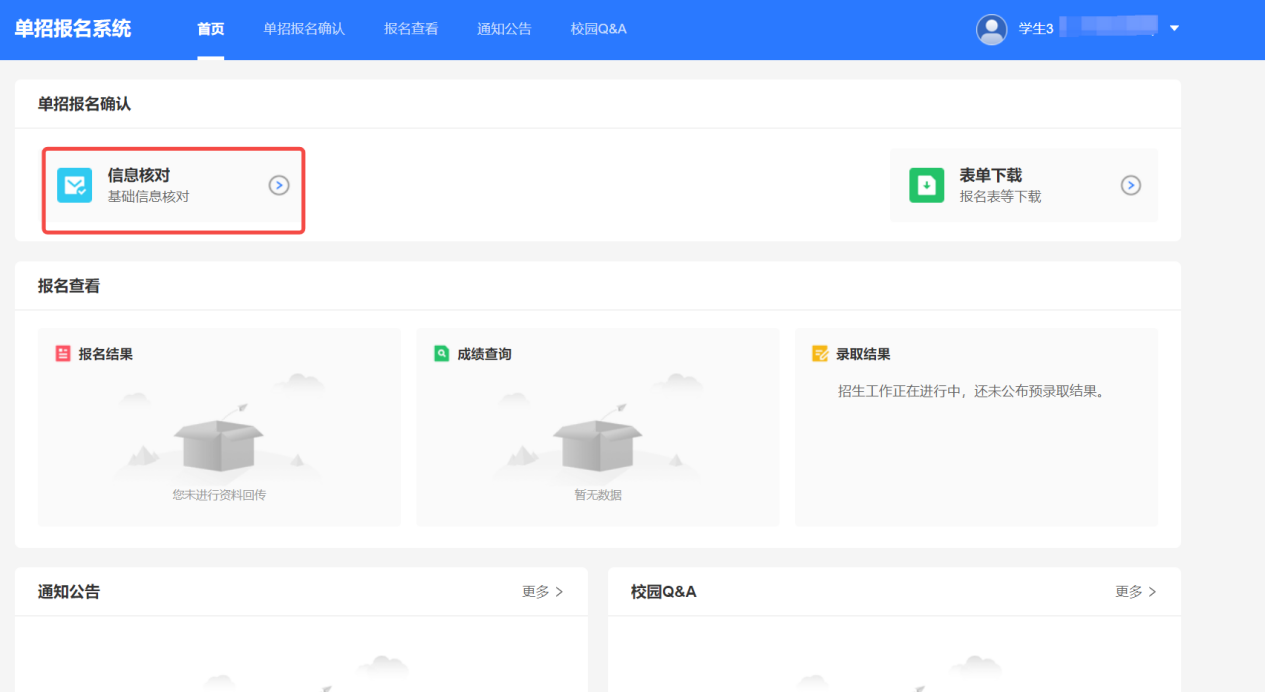 单招报名系统 首页 单招报名确认 报名查看 通知公告 校园Q&A 学生3
单招报名确认
信息核对
基础信息核对
表单下载
报名表等下载
报名查看
报名结果
您未进行资料回传
成绩查询
暂无数据
录取结果
招生工作正在进行中，还未公布预录取结果。
通知公告 更多 >
校园Q&A 更多 >